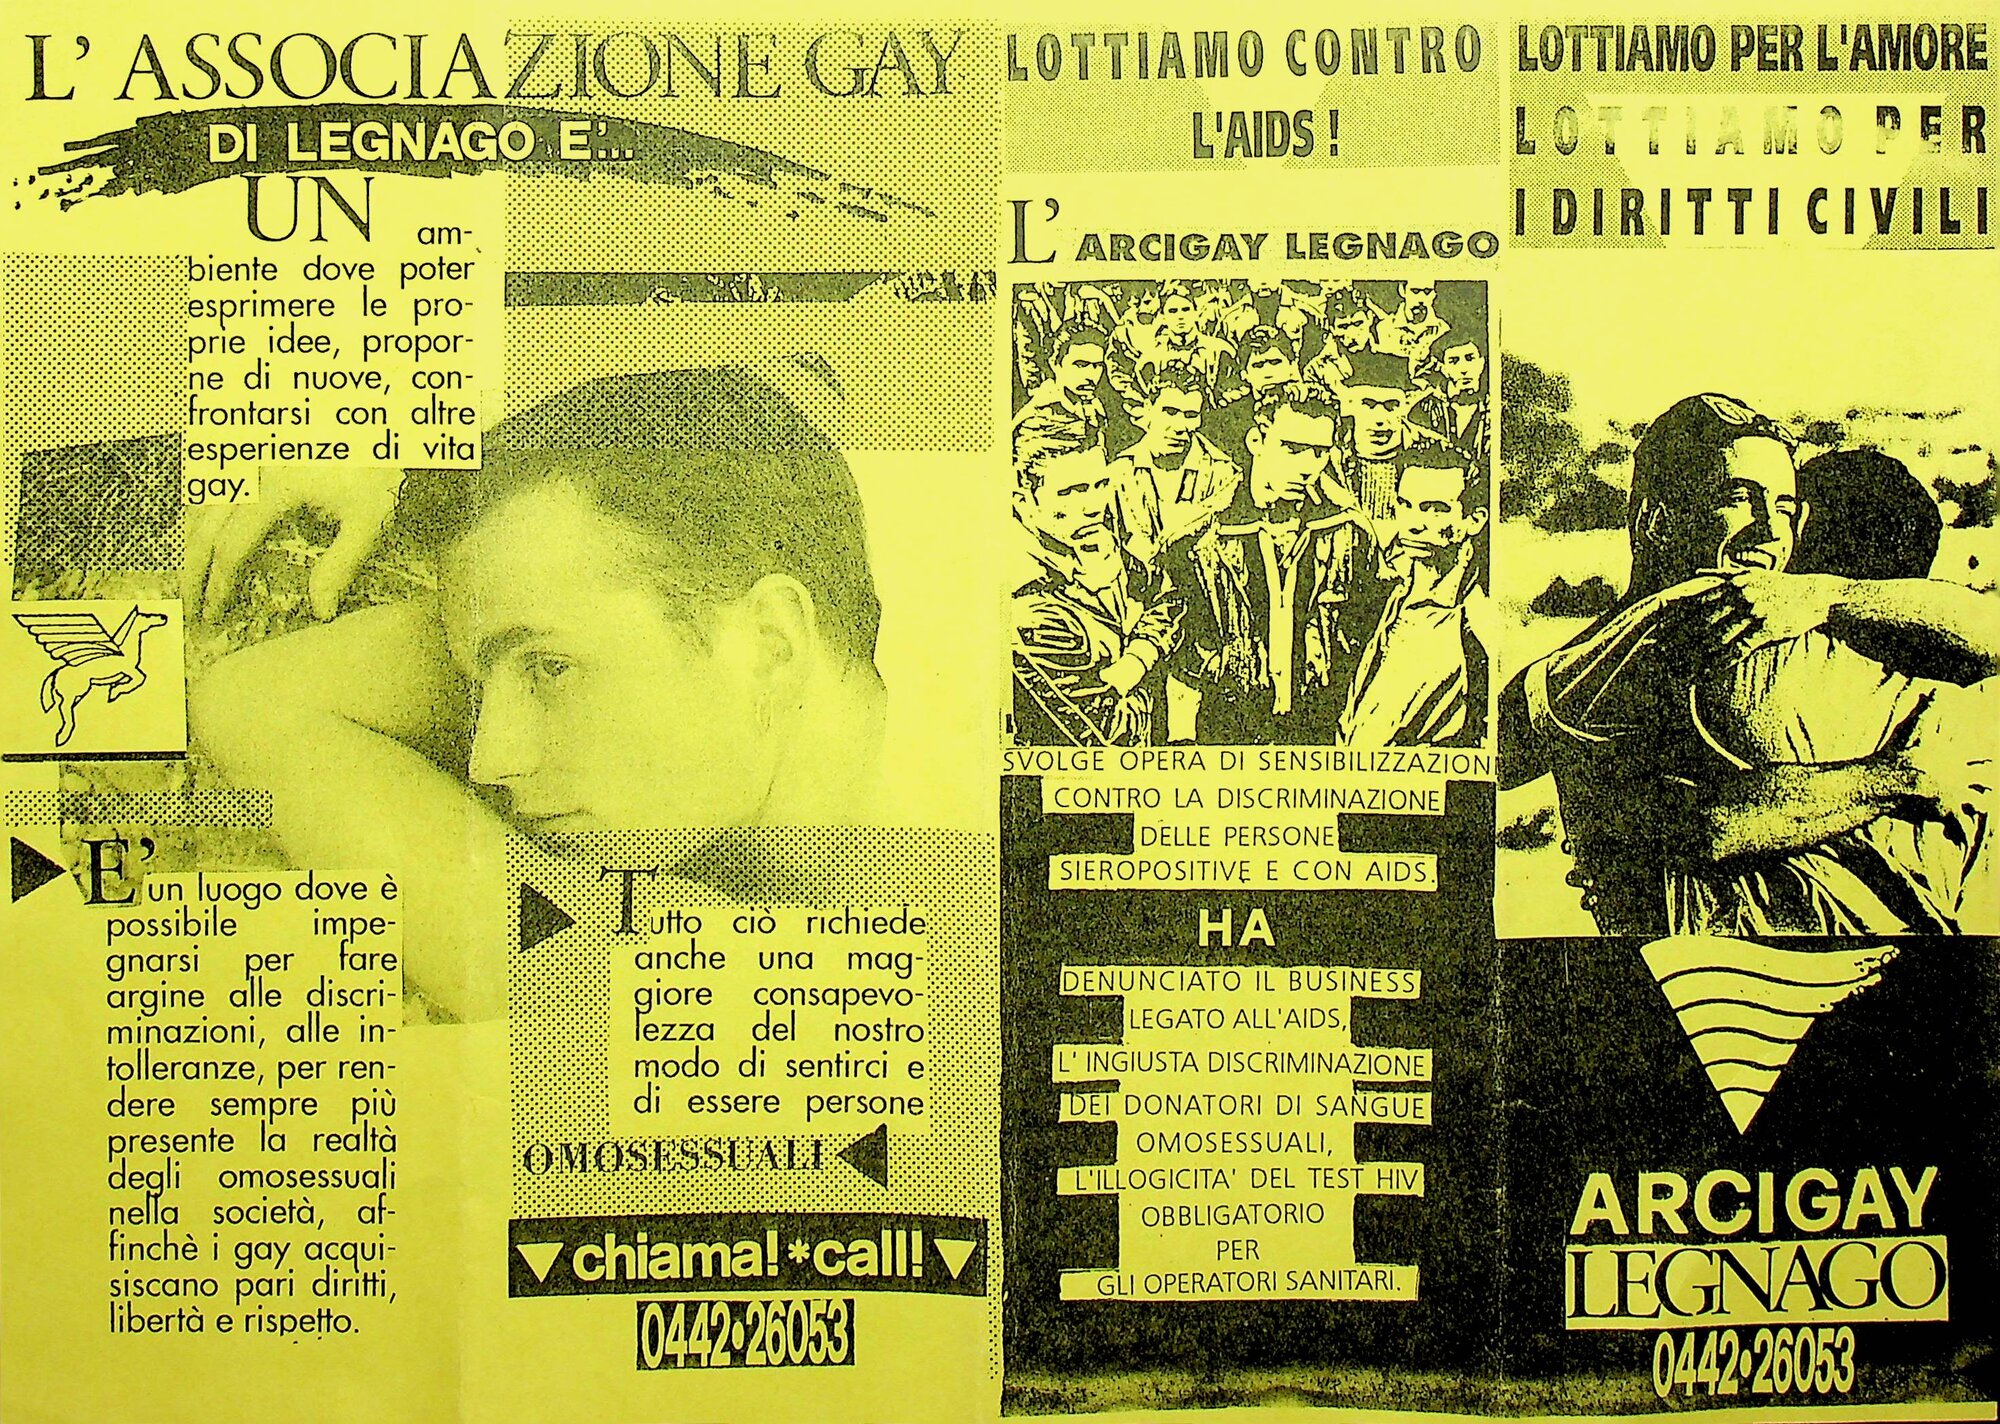 L' ASSOCIAZIONE GAY
DI LEGNAGO E'...
UN am-
biente dove poter
esprimere le pro-
prie idee, propor-
ne di nuove, con-
frontarsi con altre
esperienze di vita
gay.
E' un luogo dove è
possibile impe-
gnarsi per fare
argine alle discri-
minazioni, alle in-
tolleranze, per ren-
dere sempre più
presente la realtà
degli omosessuali
nella società, af-
finchè i gay acqui-
siscano pari diritti,
libertà e rispetto.
Tutto ciò richiede
anche una mag-
giore consapevo-
lezza del nostro
modo di sentirci e
di essere persone
OMOSESSUALI
chiama!*call!
0442•26053
LOTTIAMO CONTRO
L'AIDS !
L' ARCIGAY LEGNAGO
SVOLGE OPERA DI SENSIBILIZZAZION
CONTRO LA DISCRIMINAZIONE
DELLE PERSONE
SIEROPOSITIVE E CON AIDS.
HA
DENUNCIATO IL BUSINESS
LEGATO ALL'AIDS,
L' INGIUSTA DISCRIMINAZIONE
DEI DONATORI DI SANGUE
OMOSESSUALI,
L'ILLOGICITA' DEL TEST HIV
OBBLIGATORIO
PER
GLI OPERATORI SANITARI.
LOTTIAMO PER L'AMORE
LOTTIAMO PER
I DIRITTI CIVILI
ARCIGAY
LEGNAGO
0442•26053